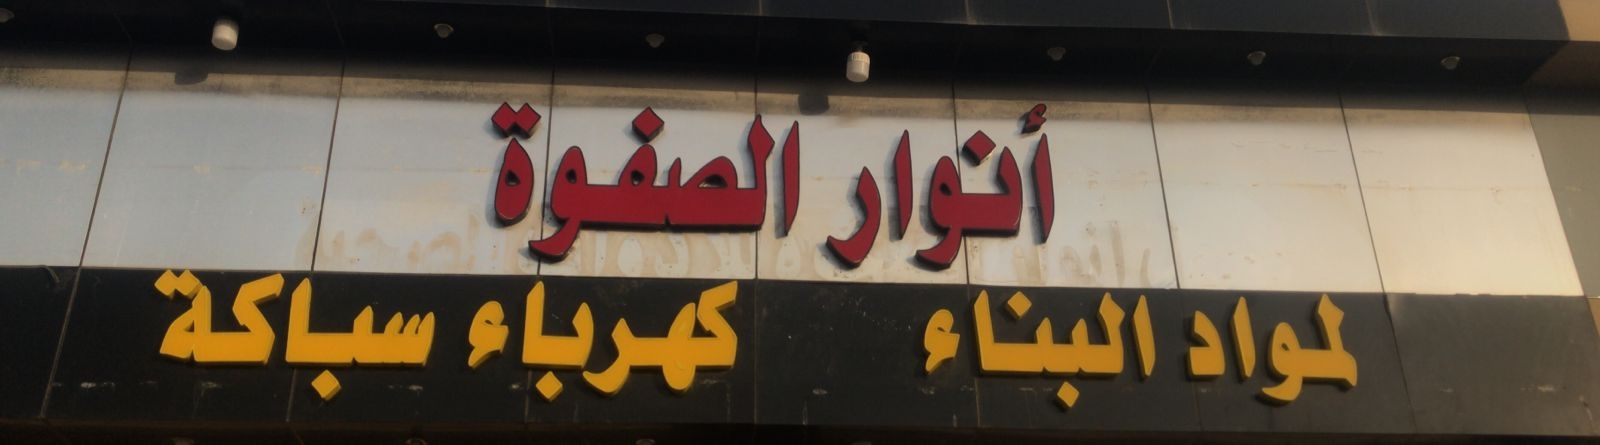 أنوار الصفوة
لمواد البناء كهرباء سباكة